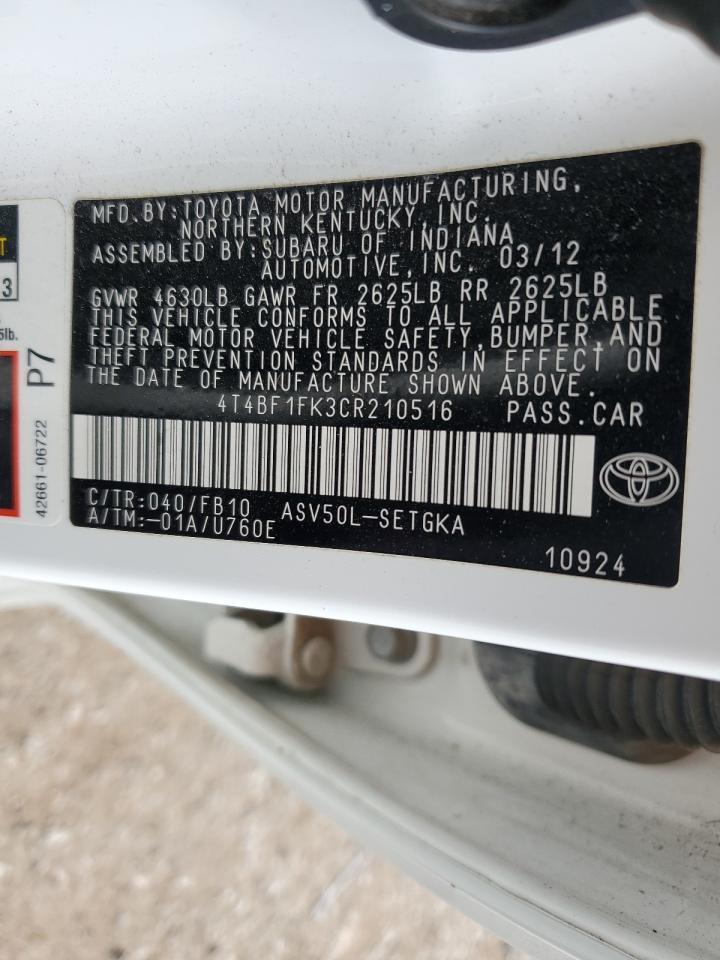 MFD.BY:TOYOTA MOTOR MANUFACTURING,
NORTHERN KENTUCKY,INC.
ASSEMBLED BY:SUBARU OF INDIANA
AUTOMOTIVE,INC. 03/12
GVWR 4630LB GAWR FR 2625LB RR 2625LB
THIS VEHICLE CONFORMS TO ALL APPLICABLE
FEDERAL MOTOR VEHICLE SAFETY,BUMPER,AND
THEFT PREVENTION STANDARDS IN EFFECT ON
THE DATE OF MANUFACTURE SHOWN ABOVE.
4T4BF1FK3CR210516 PASS.CAR
C/TR:040/FB10 ASV50L-SETGKA
A/TM:-01A/U760E
10924
P7
42661-06722
3
5lb.